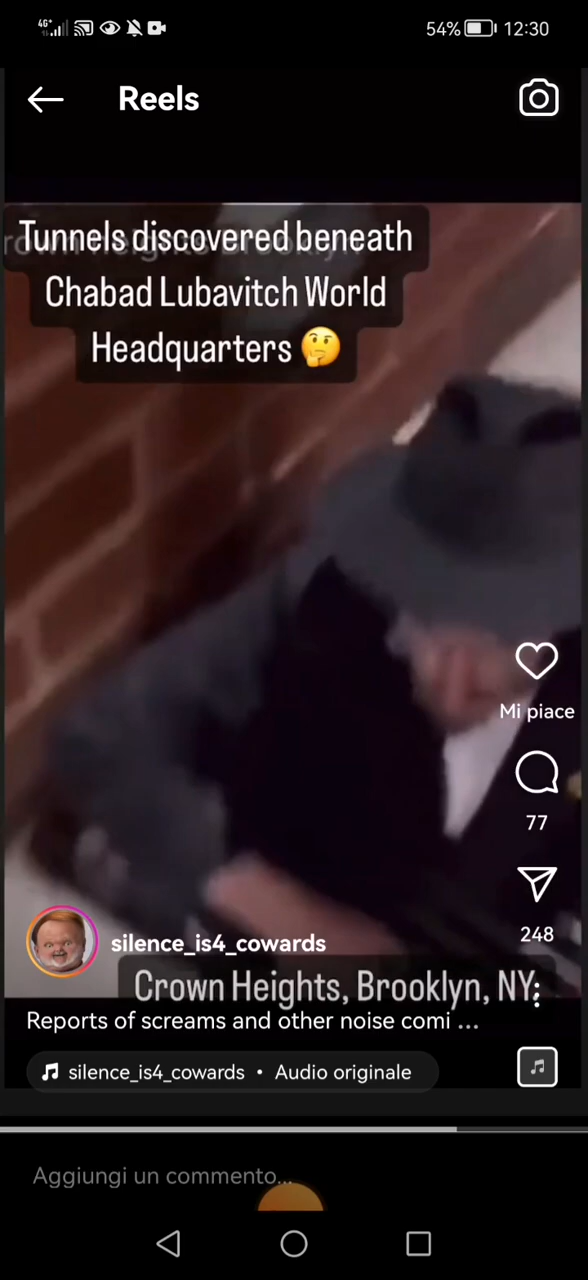 4G+
54% 12:30
Reels
Tunnels discovered beneath
Chabad Lubavitch World
Headquarters 🤔
Mi piace
77
248
silence_is4_cowards
Crown Heights, Brooklyn, NY
Reports of screams and other noise comi ...
silence_is4_cowards • Audio originale
Aggiungi un commento...